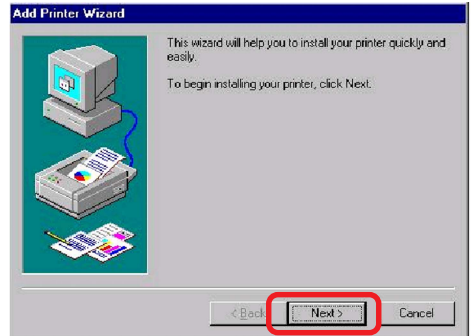 Add Printer Wizard
This wizard will help you to install your printer quickly and
easily.
To begin installing your printer, click Next.
< Back
Next >
Cancel